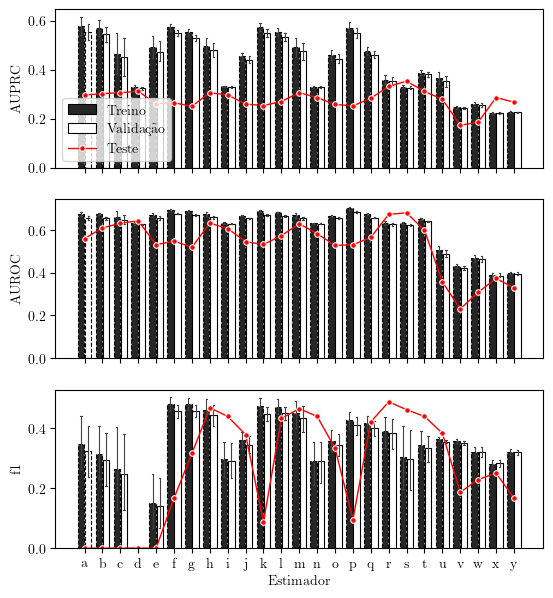 0.6
0.4
0.2
0.0
AUPRC
Treino
Validação
Teste
0.6
0.4
0.2
0.0
AUROC
0.4
0.2
0.0
f1
a b c d e f g h i j k l m n o p q r s t u v w x y
Estimador